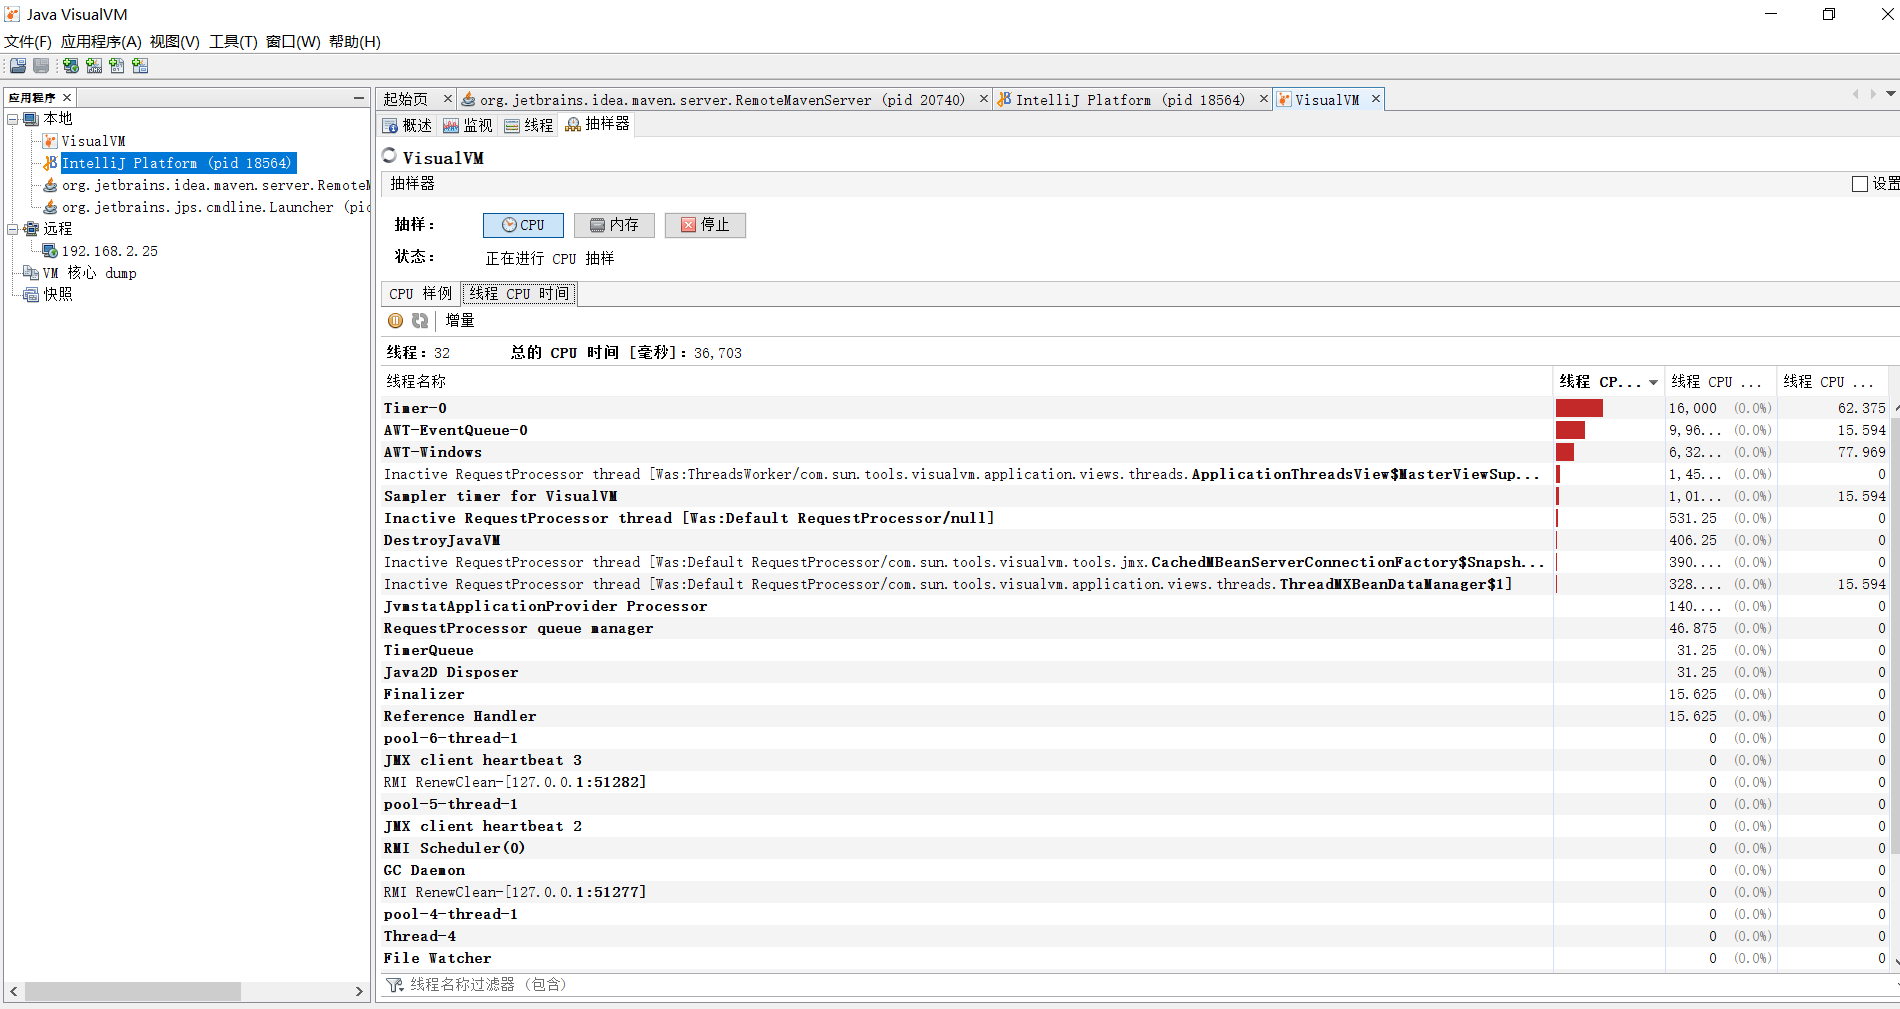 Java VisualVM
文件(F) 应用程序(A) 视图(V) 工具(T) 窗口(W) 帮助(H)
应用程序
本地
VisualVM
IntelliJ Platform (pid 18564)
org.jetbrains.idea.maven.server.RemoteM
org.jetbrains.jps.cmdline.Launcher (pid
远程
192.168.2.25
VM 核心 dump
快照
起始页 org.jetbrains.idea.maven.server.RemoteMavenServer (pid 20740) IntelliJ Platform (pid 18564) VisualVM
概述 监视 线程 抽样器
VisualVM
抽样器 设置
抽样: CPU 内存 停止
状态: 正在进行 CPU 抽样
CPU 样例 线程 CPU 时间
增量
线程: 32 总的 CPU 时间 [毫秒]: 36,703
线程名称 线程 CP... 线程 CPU ... 线程 CPU ...
Timer-0 16,000 (0.0%) 62.375
AWT-EventQueue-0 9,96... (0.0%) 15.594
AWT-Windows 6,32... (0.0%) 77.969
Inactive RequestProcessor thread [Was:ThreadsWorker/com.sun.tools.visualvm.application.views.threads.ApplicationThreadsView$MasterViewSup... 1,45... (0.0%) 0
Sampler timer for VisualVM 1,01... (0.0%) 15.594
Inactive RequestProcessor thread [Was:Default RequestProcessor/null] 531.25 (0.0%) 0
DestroyJavaVM 406.25 (0.0%) 0
Inactive RequestProcessor thread [Was:Default RequestProcessor/com.sun.tools.visualvm.tools.jmx.CachedMBeanServerConnectionFactory$Snapsh... 390.... (0.0%) 0
Inactive RequestProcessor thread [Was:Default RequestProcessor/com.sun.tools.visualvm.application.views.threads.ThreadMXBeanDataManager$1] 328.... (0.0%) 15.594
JvmstatApplicationProvider Processor 140.... (0.0%) 0
RequestProcessor queue manager 46.875 (0.0%) 0
TimerQueue 31.25 (0.0%) 0
Java2D Disposer 31.25 (0.0%) 0
Finalizer 15.625 (0.0%) 0
Reference Handler 15.625 (0.0%) 0
pool-6-thread-1 0 (0.0%) 0
JMX client heartbeat 3 0 (0.0%) 0
RMI RenewClean-[127.0.0.1:51282] 0 (0.0%) 0
pool-5-thread-1 0 (0.0%) 0
JMX client heartbeat 2 0 (0.0%) 0
RMI Scheduler(0) 0 (0.0%) 0
GC Daemon 0 (0.0%) 0
RMI RenewClean-[127.0.0.1:51277] 0 (0.0%) 0
pool-4-thread-1 0 (0.0%) 0
Thread-4 0 (0.0%) 0
File Watcher 0 (0.0%) 0
线程名称过滤器 (包含)